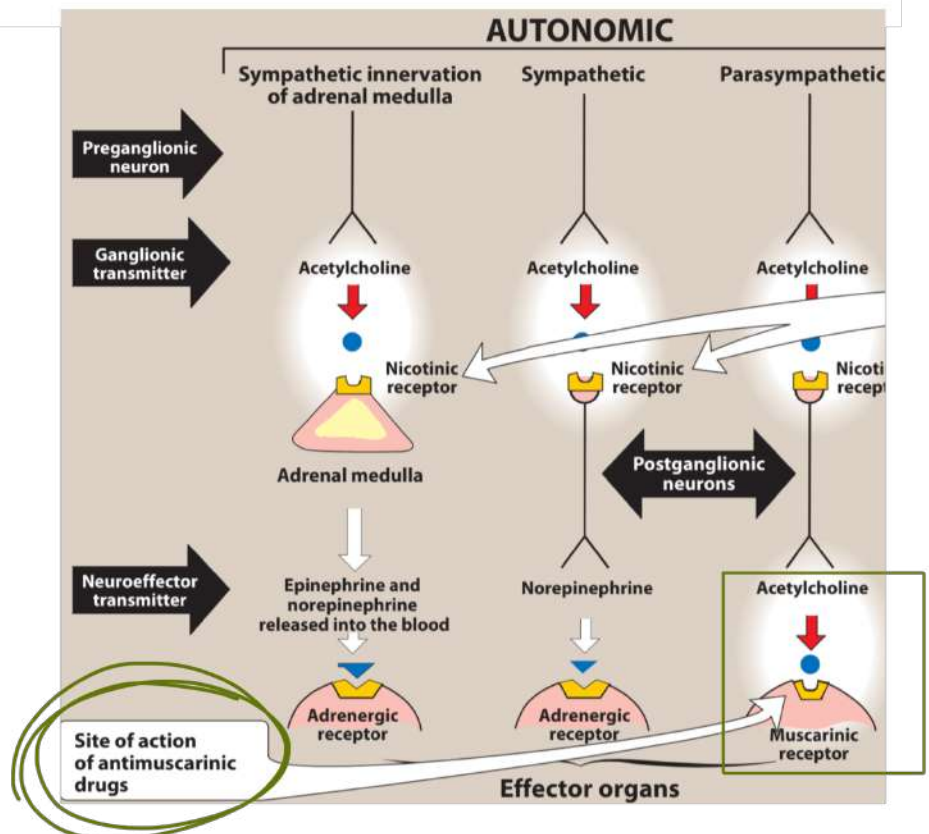 AUTONOMIC
Sympathetic innervation
of adrenal medulla
Sympathetic
Parasympathetic
Preganglionic
neuron
Ganglionic
transmitter
Acetylcholine
Acetylcholine
Acetylcholine
Nicotinic
receptor
Nicotinic
receptor
Nicoti
recept
Adrenal medulla
Postganglionic
neurons
Neuroeffector
transmitter
Epinephrine and
norepinephrine
released into the blood
Norepinephrine
Acetylcholine
Adrenergic
receptor
Adrenergic
receptor
Muscarinic
receptor
Site of action
of antimuscarinic
drugs
Effector organs